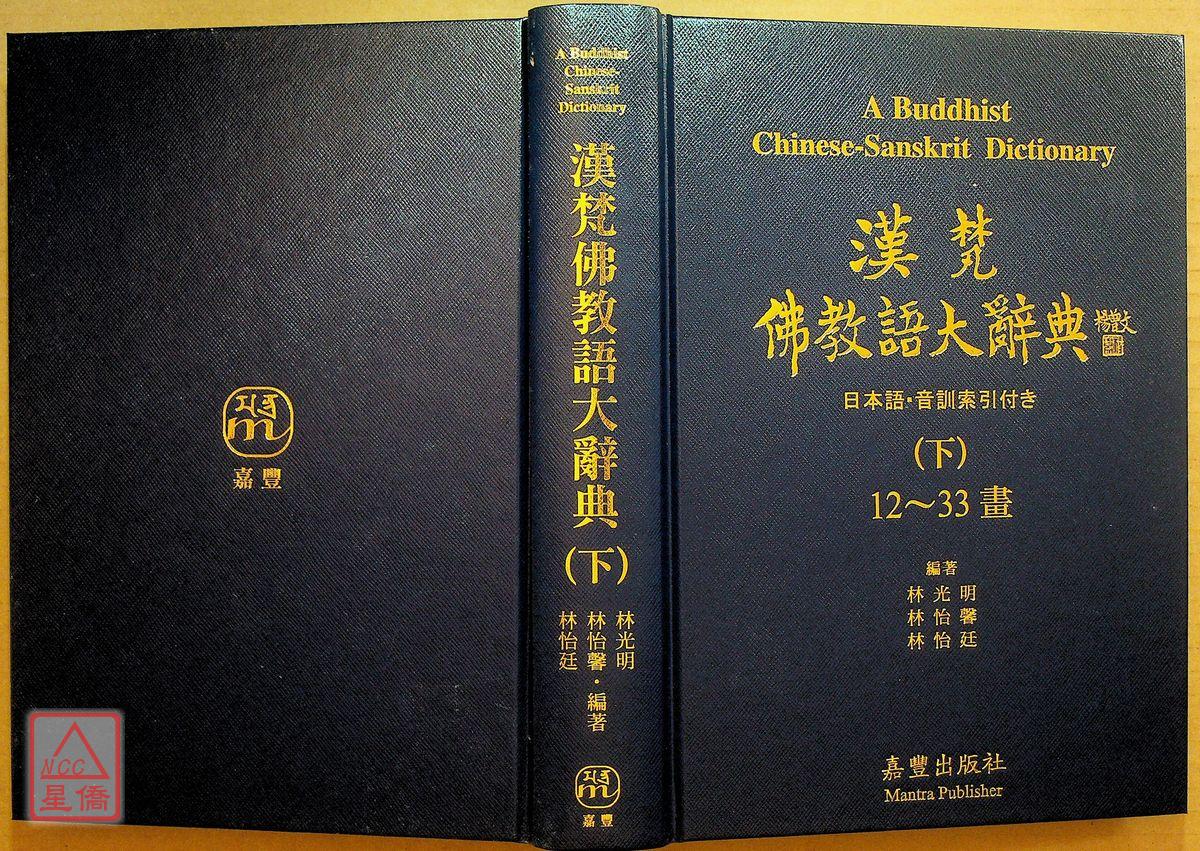 嘉豐
A Buddhist
Chinese-
Sanskrit
Dictionary
漢梵佛教語大辭典
(下)
林光明
林怡馨・編著
林怡廷
嘉豐
A Buddhist
Chinese-Sanskrit Dictionary
漢梵
佛教語大辭典
日本語・音訓索引付き
(下)
12～33 畫
編著
林光明
林怡馨
林怡廷
嘉豐出版社
Mantra Publisher
NCC
星僑